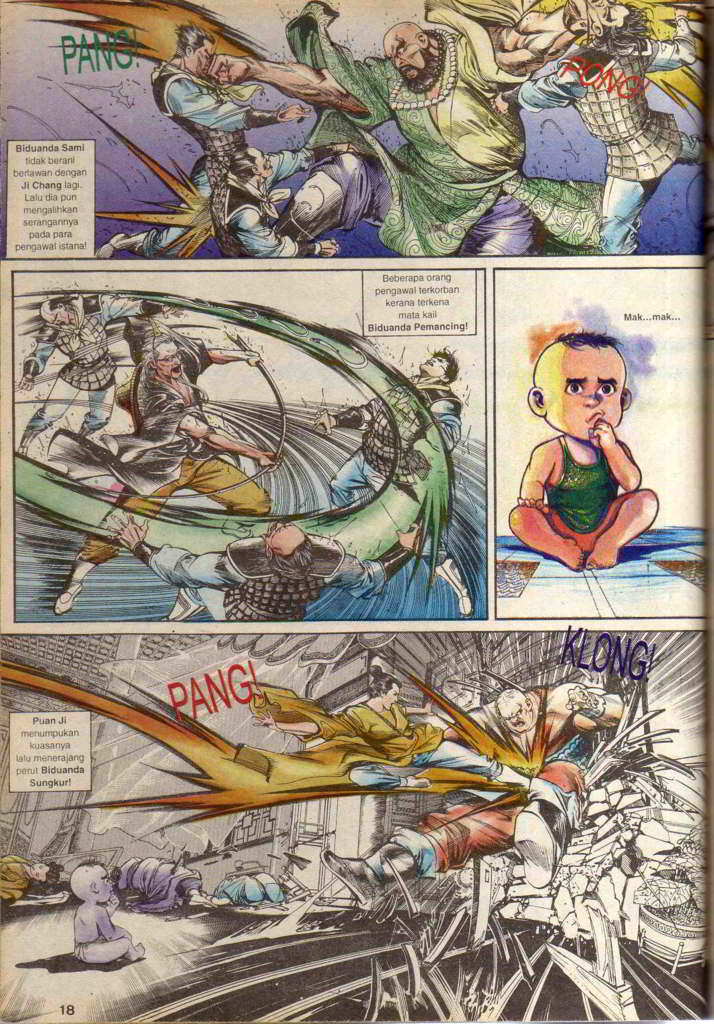 PANG!
PONG!
Biduanda Sami
tidak berani
berlawan dengan
Ji Chang lagi.
Lalu dia pun
mengalihkan
serangannya
pada para
pengawal istana!
Beberapa orang
pengawal terkorban
kerana terkena
mata kail
Biduanda Pemancing!
Mak...mak...
PANG!
KLONG!
Puan Ji
menumpukan
kuasanya
lalu menerajang
perut Biduanda
Sungkur!
18